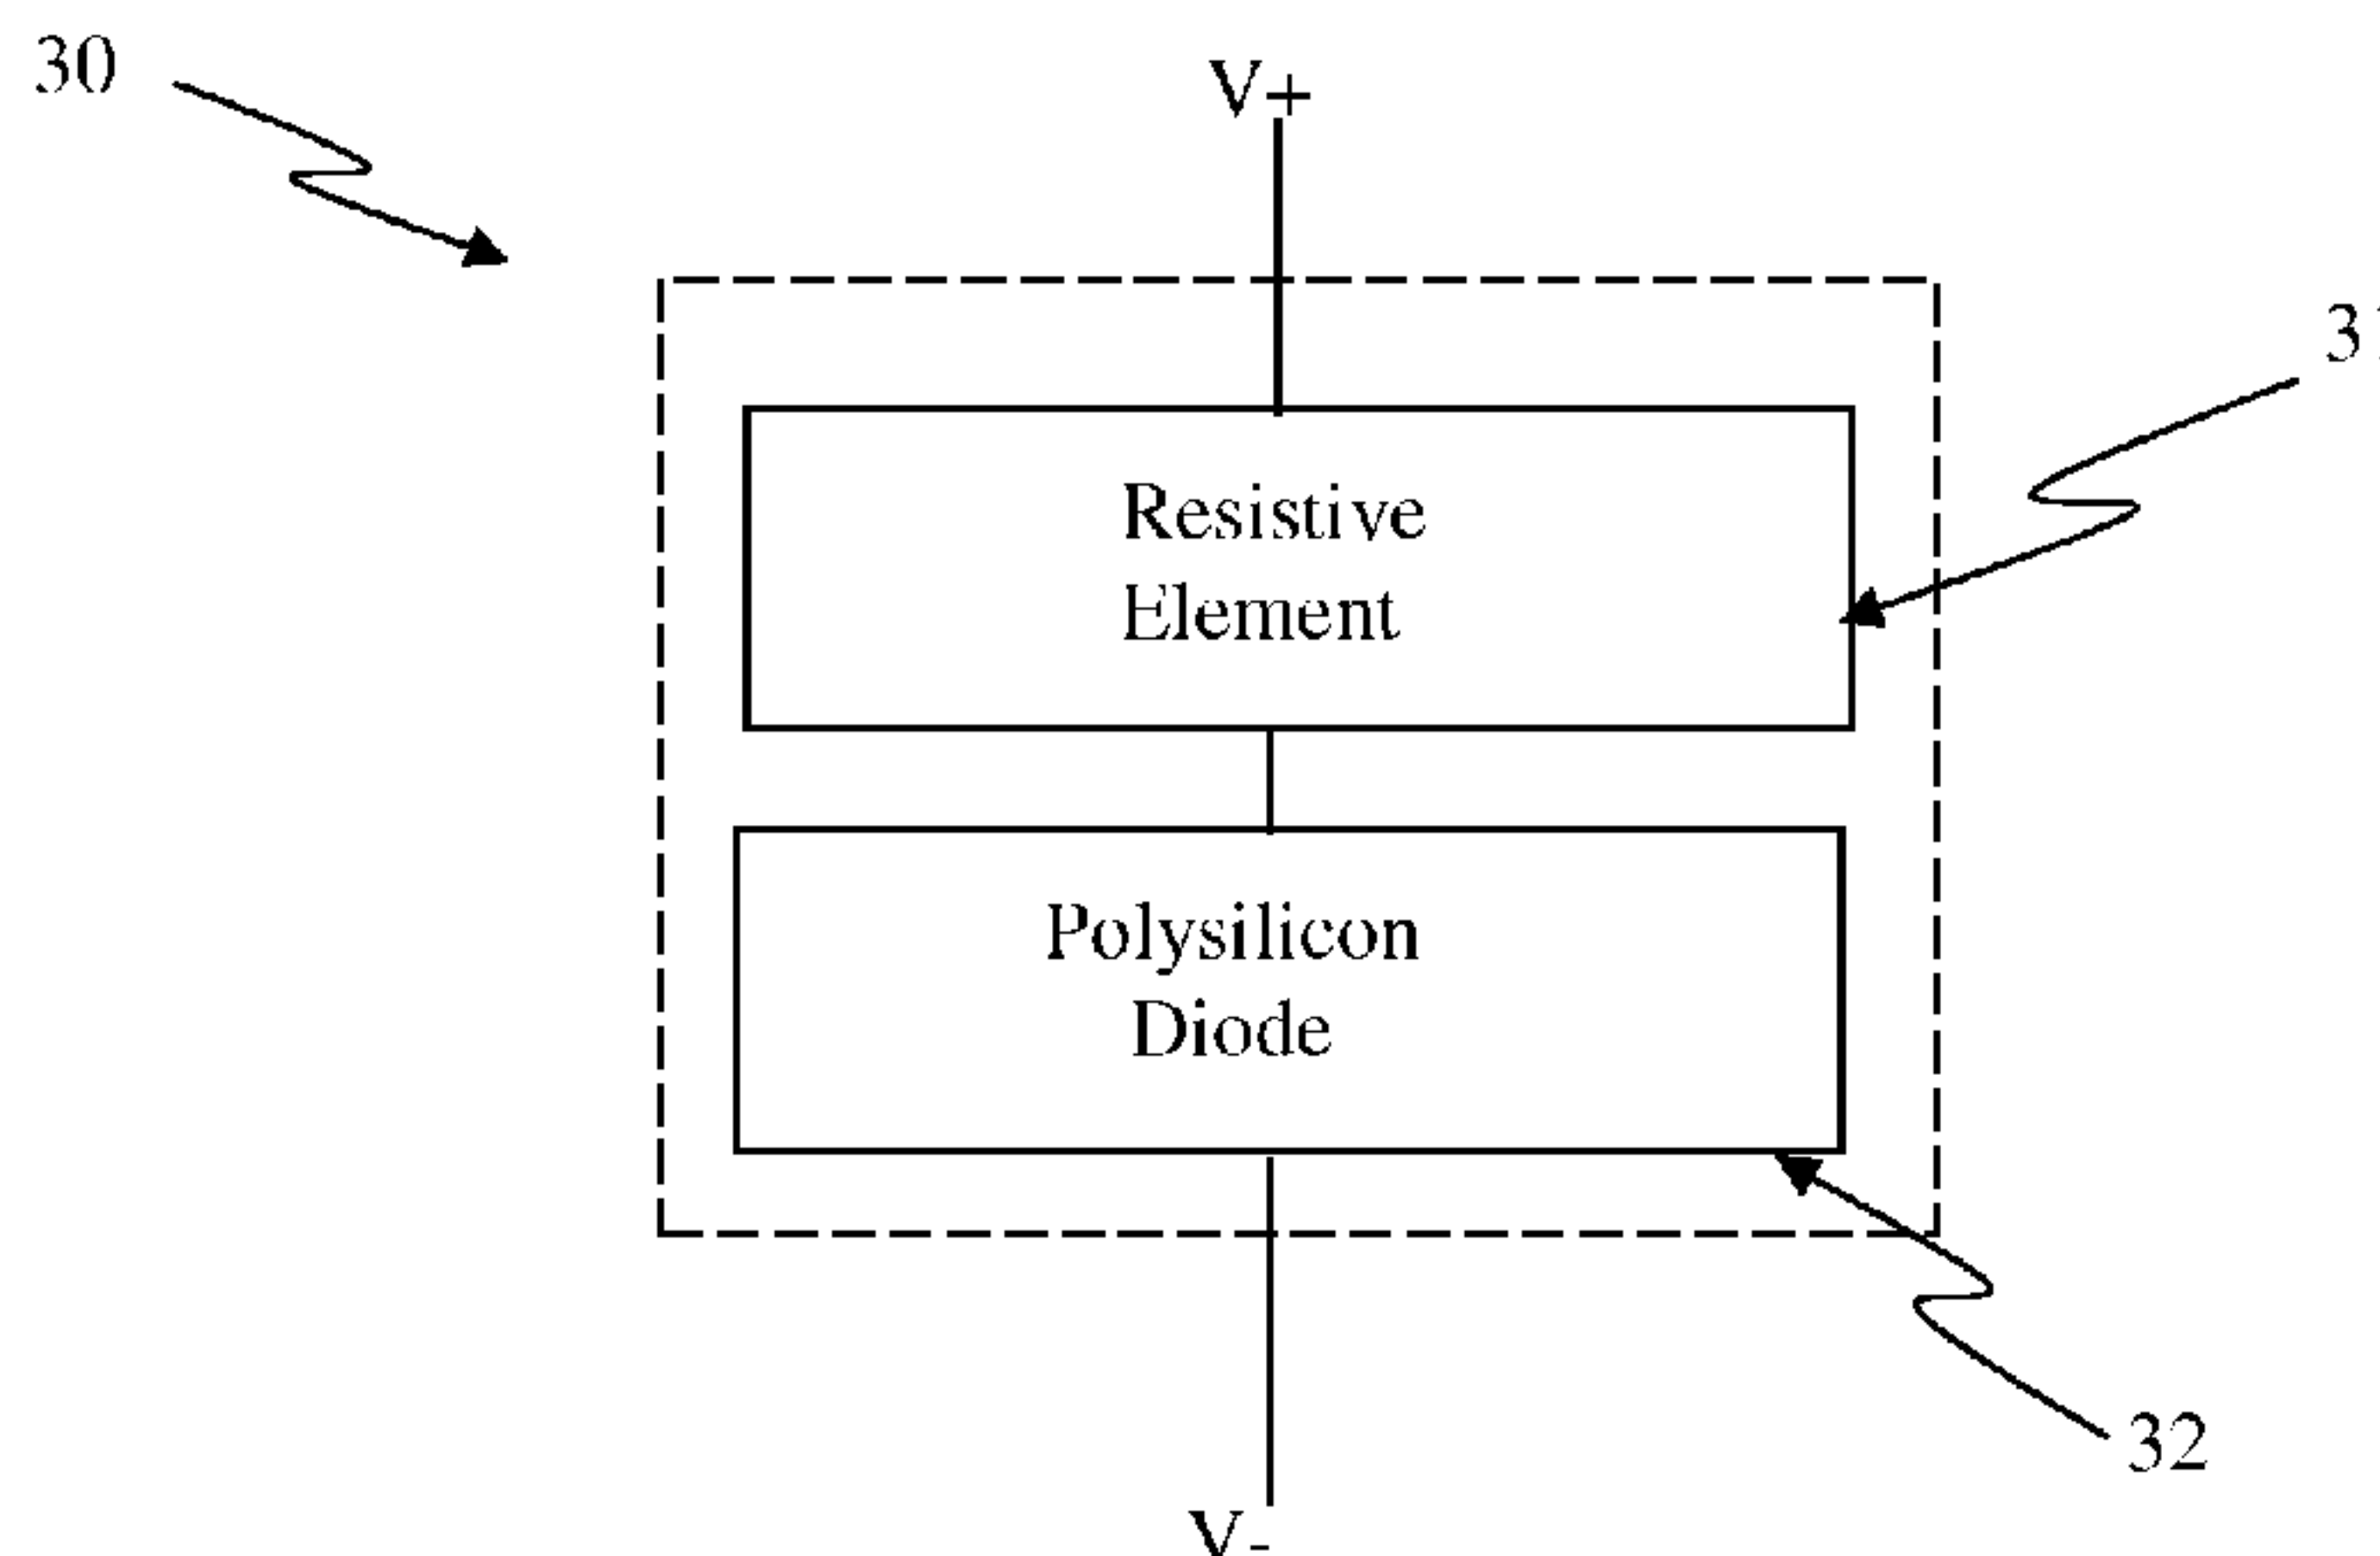 30
V+
31
Resistive
Element
Polysilicon
Diode
32
V-